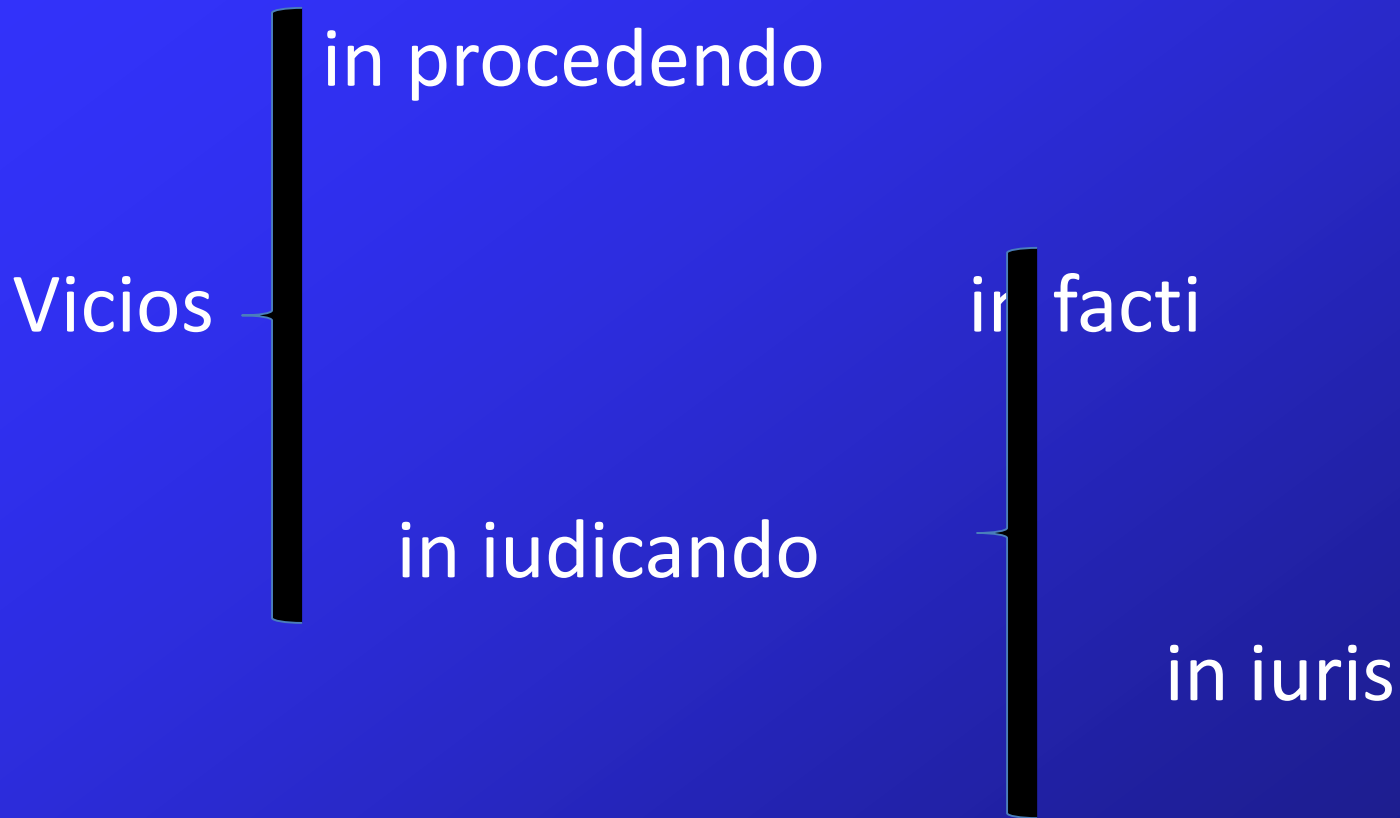 in procedendo
Vicios
in facti
in iudicando
in iuris